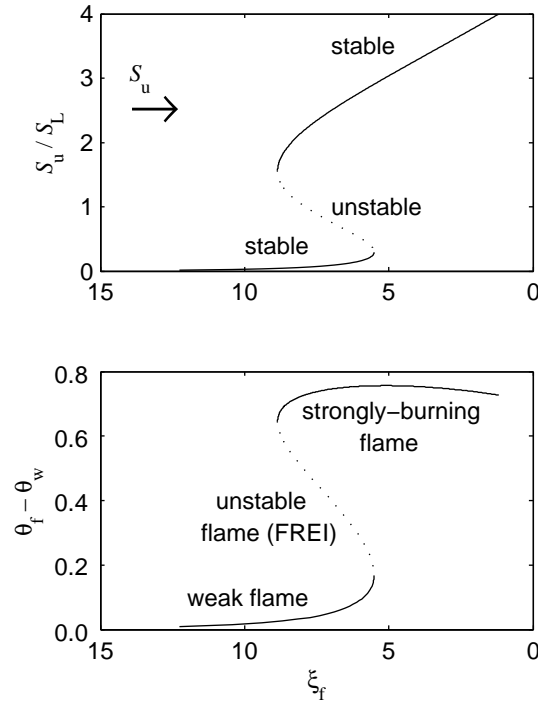 4
stable
S_u
3
S_u / S_L
2
unstable
1
stable
0
15 10 5 0
0.8
strongly−burning
flame
0.6
θ_f − θ_w
0.4
unstable
flame (FREI)
0.2
weak flame
0.0
15 10 5 0
ξ_f